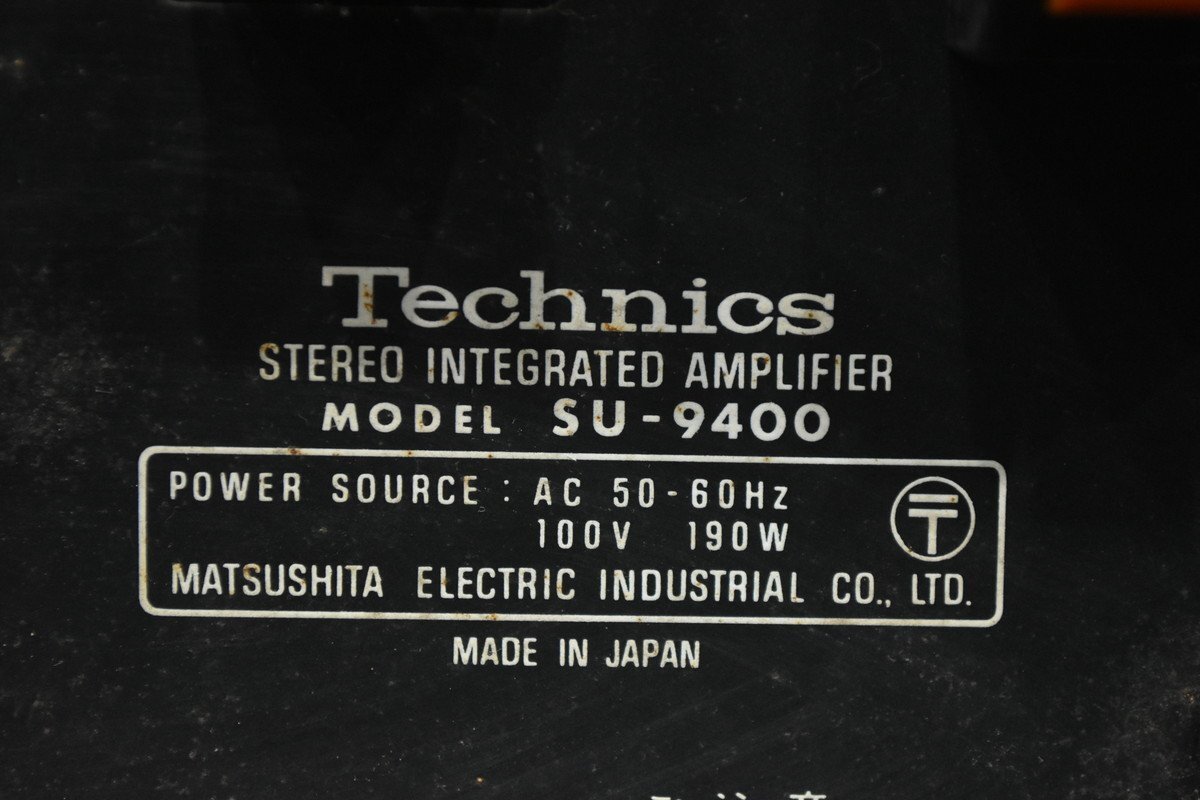 Technics
STEREO INTEGRATED AMPLIFIER
MODEL SU-9400
POWER SOURCE : AC 50-60Hz
100V 190W
〒
MATSUSHITA ELECTRIC INDUSTRIAL CO., LTD.
MADE IN JAPAN